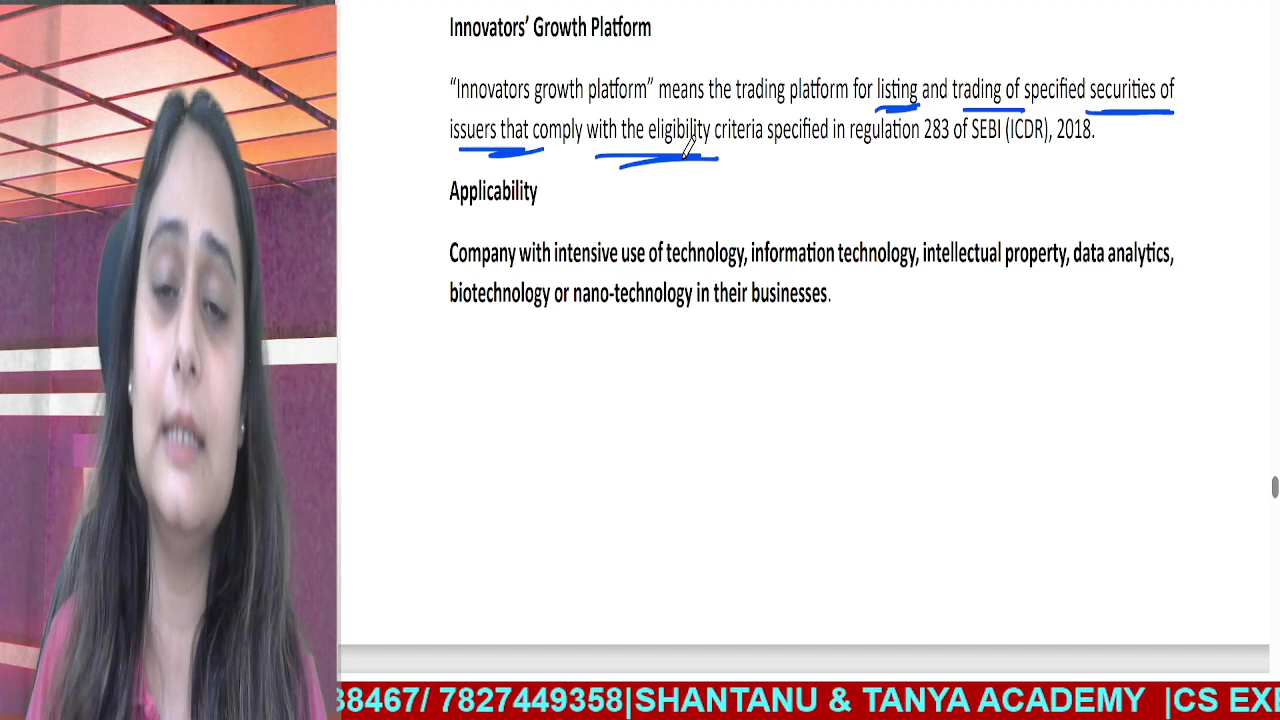 Innovators’ Growth Platform
“Innovators growth platform” means the trading platform for listing and trading of specified securities of
issuers that comply with the eligibility criteria specified in regulation 283 of SEBI (ICDR), 2018.
Applicability
Company with intensive use of technology, information technology, intellectual property, data analytics,
biotechnology or nano-technology in their businesses.
38467/ 7827449358|SHANTANU & TANYA ACADEMY |CS EXE